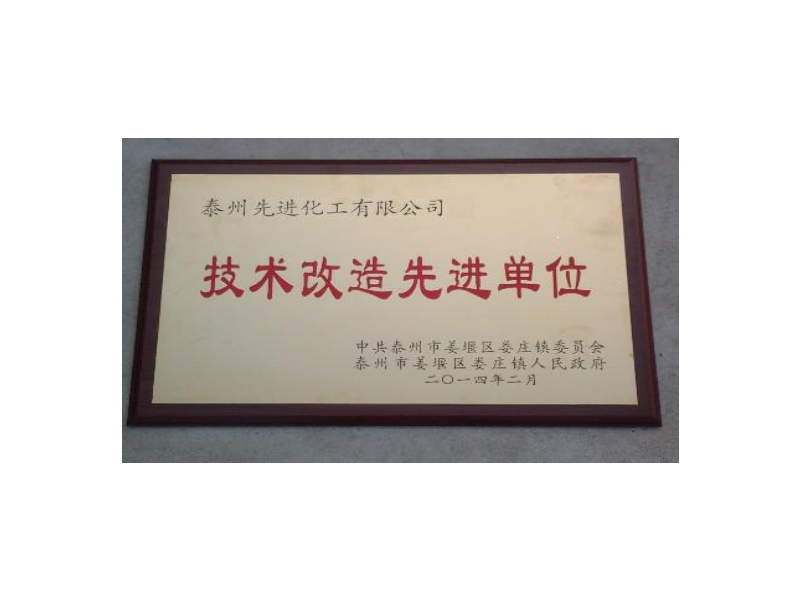 泰州先进化工有限公司
技术改造先进单位
中共泰州市姜堰区娄庄镇委员会
泰州市姜堰区娄庄镇人民政府
二〇一四年二月